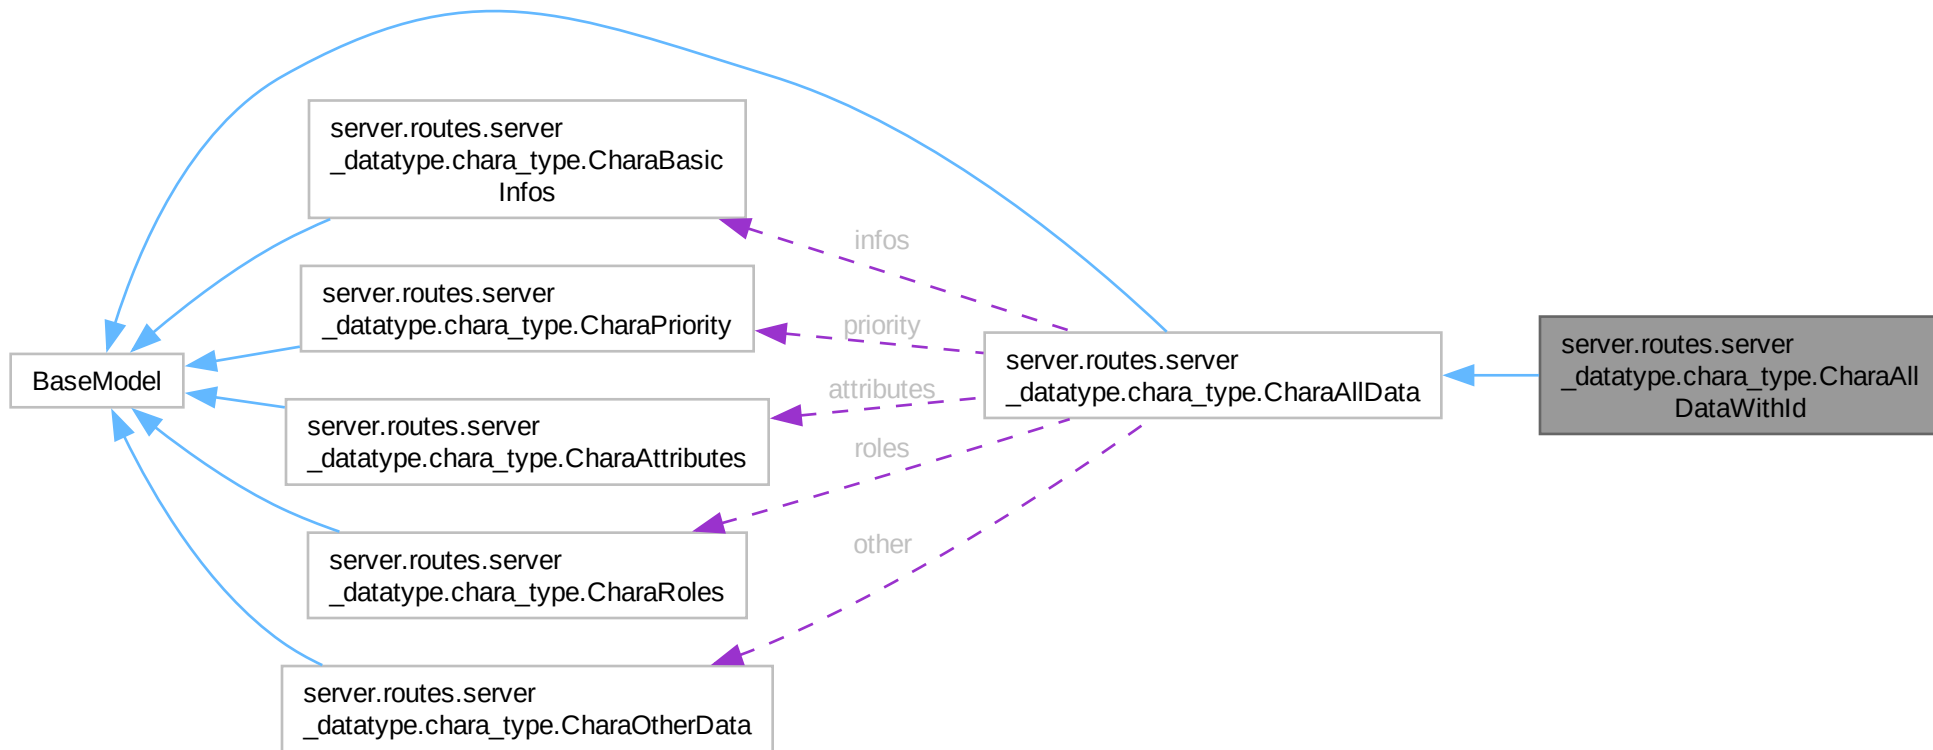 server.routes.server
_datatype.chara_type.CharaBasic
Infos
infos
server.routes.server
_datatype.chara_type.CharaPriority
priority
BaseModel
server.routes.server
_datatype.chara_type.CharaAttributes
attributes
server.routes.server
_datatype.chara_type.CharaAllData
server.routes.server
_datatype.chara_type.CharaAll
DataWithId
roles
server.routes.server
_datatype.chara_type.CharaRoles
other
server.routes.server
_datatype.chara_type.CharaOtherData